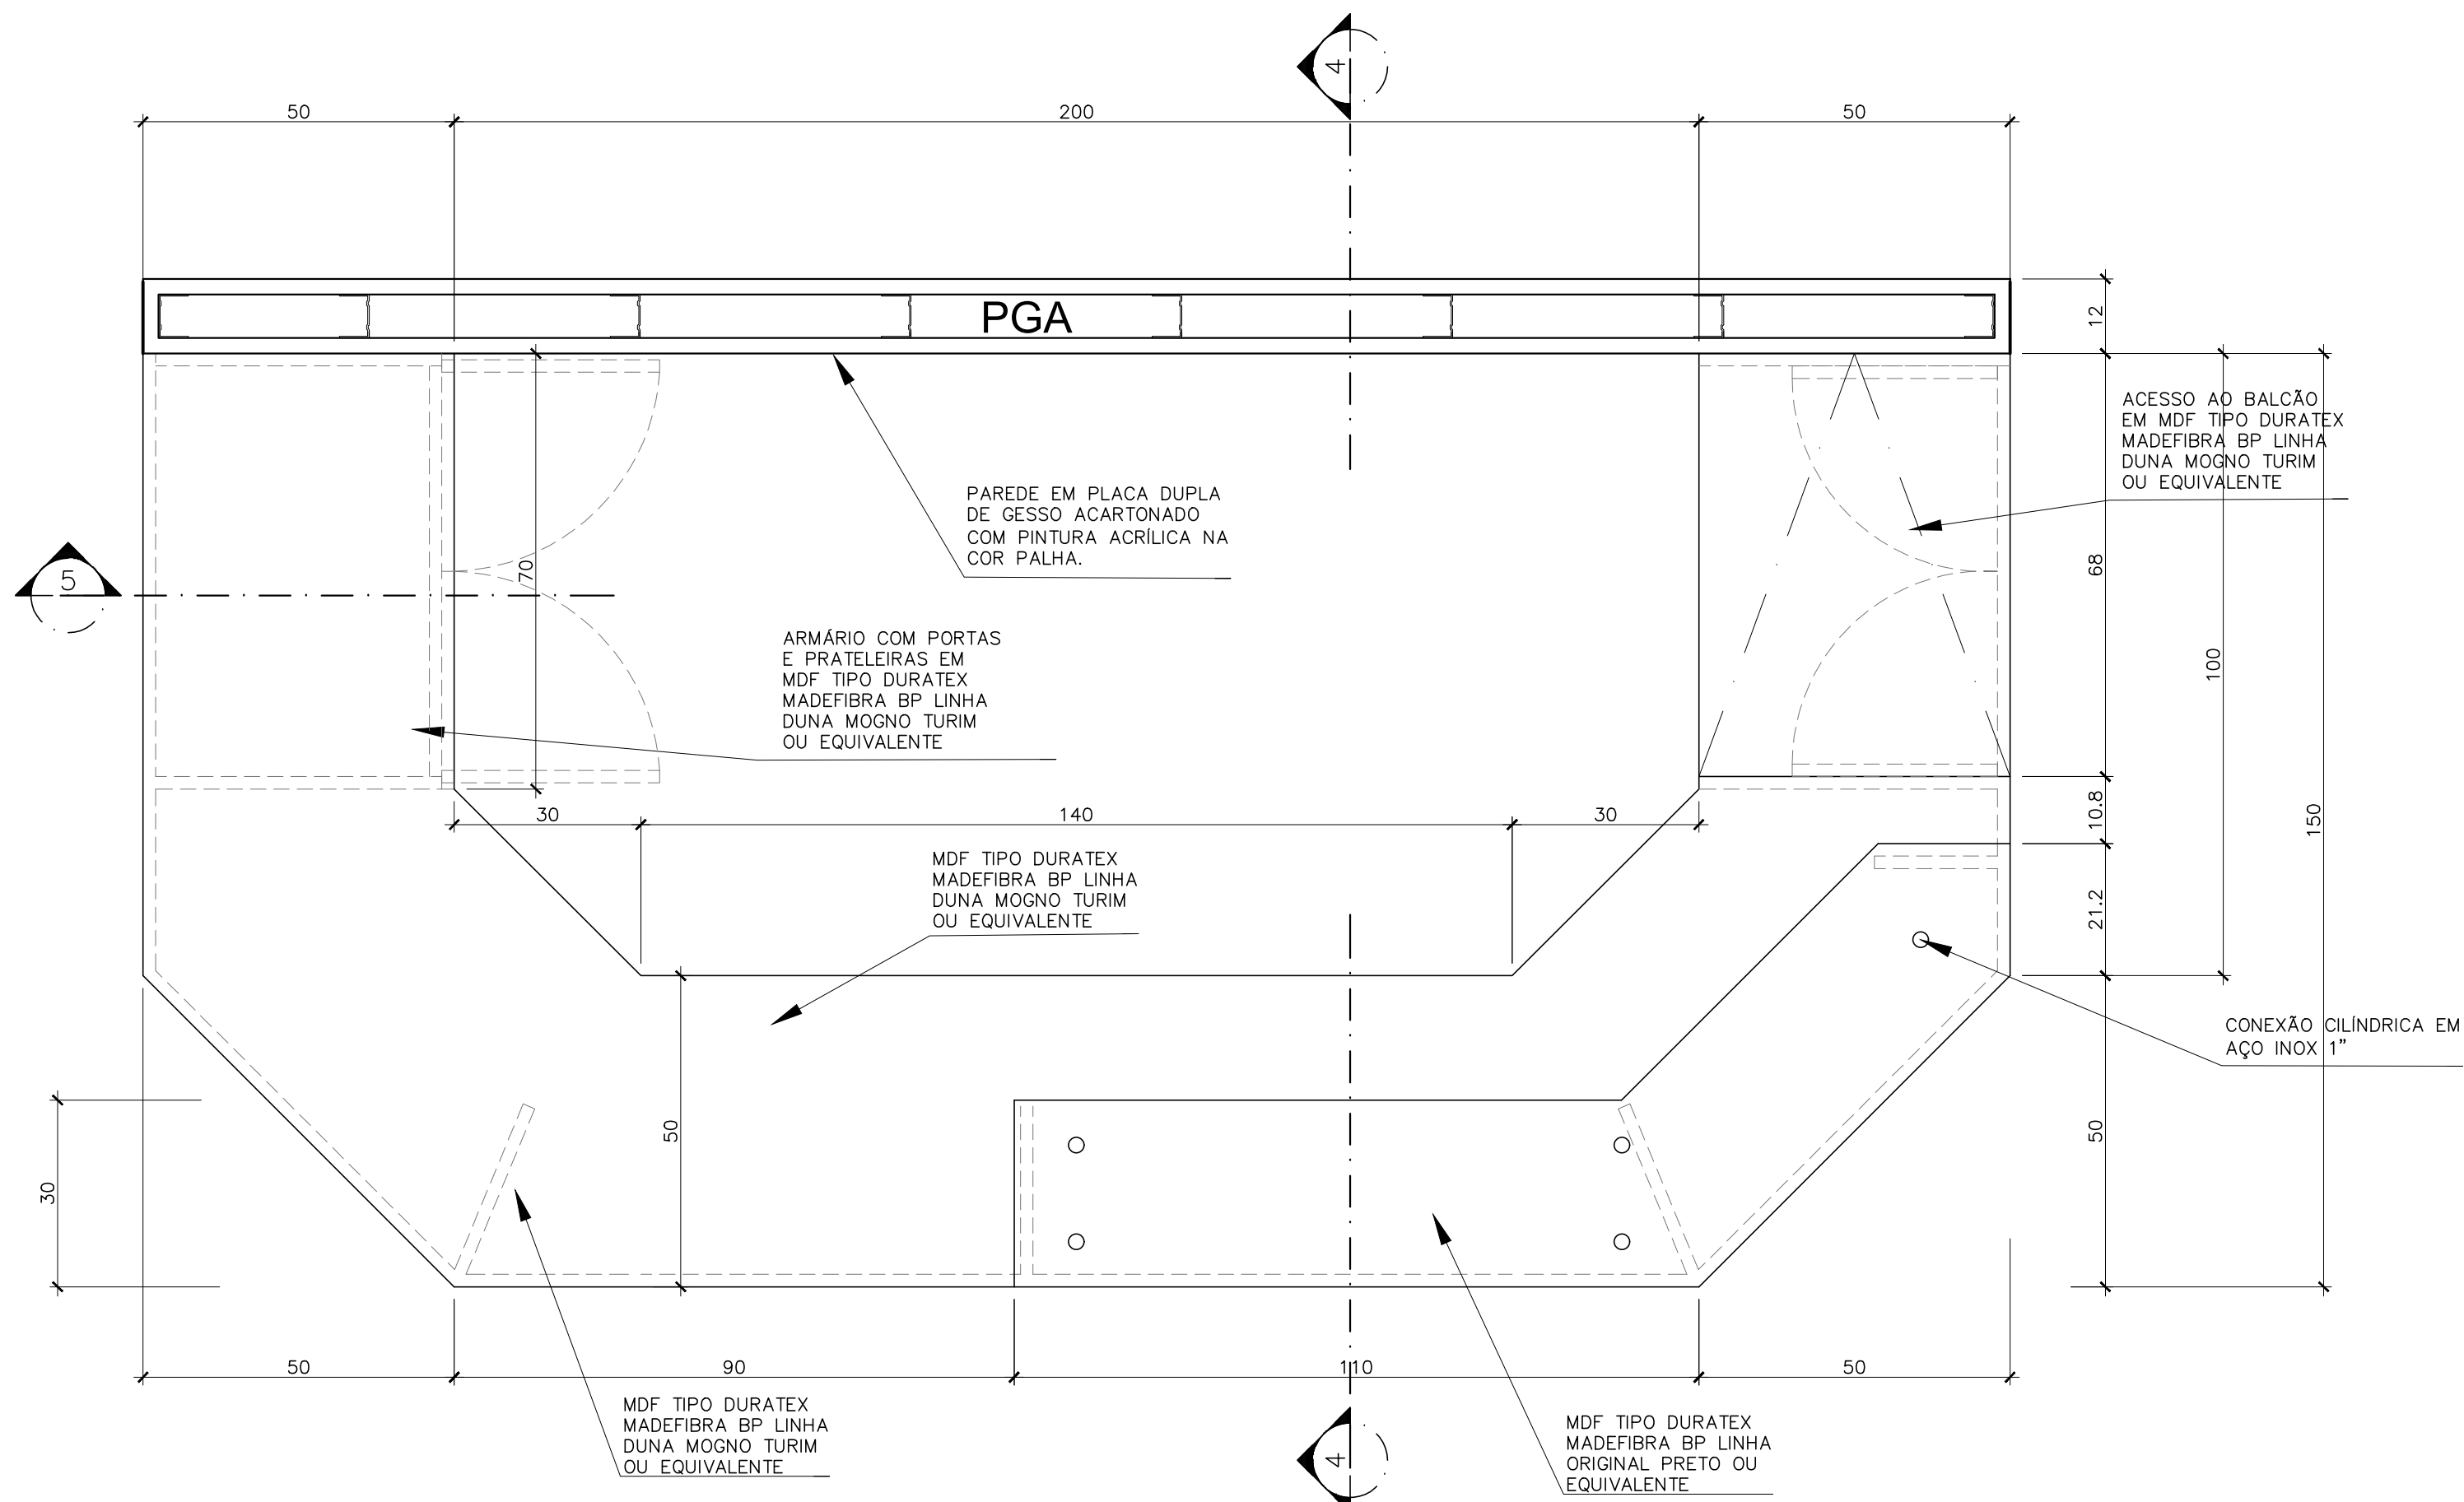 4
50
200
50
PGA
12
ACESSO AO BALCÃO
EM MDF TIPO DURATEX
MADEFIBRA BP LINHA
DUNA MOGNO TURIM
OU EQUIVALENTE
PAREDE EM PLACA DUPLA
DE GESSO ACARTONADO
COM PINTURA ACRÍLICA NA
COR PALHA.
5
70
68
100
ARMÁRIO COM PORTAS
E PRATELEIRAS EM
MDF TIPO DURATEX
MADEFIBRA BP LINHA
DUNA MOGNO TURIM
OU EQUIVALENTE
30
140
30
10.8
150
MDF TIPO DURATEX
MADEFIBRA BP LINHA
DUNA MOGNO TURIM
OU EQUIVALENTE
21.2
CONEXÃO CILÍNDRICA EM
AÇO INOX 1”
50
50
30
50
90
110
50
MDF TIPO DURATEX
MADEFIBRA BP LINHA
DUNA MOGNO TURIM
OU EQUIVALENTE
4
MDF TIPO DURATEX
MADEFIBRA BP LINHA
ORIGINAL PRETO OU
EQUIVALENTE